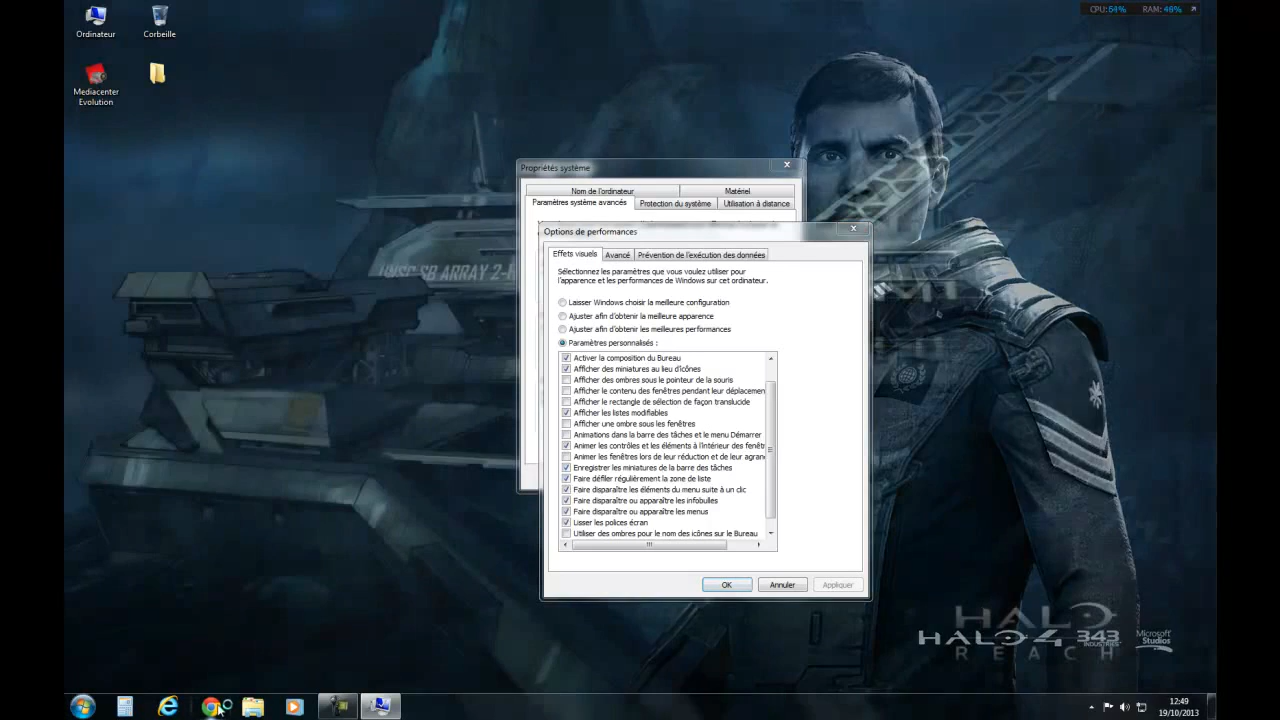 CPU:54% RAM: 46%
Ordinateur
Corbeille
Mediacenter
Evolution
UNSC SB ARRAY 2-
Propriétés système
Nom de l'ordinateur
Matériel
Paramètres système avancés
Protection du système
Utilisation à distance
Options de performances
Effets visuels
Avancé
Prévention de l'exécution des données
Sélectionnez les paramètres que vous voulez utiliser pour
l'apparence et les performances de Windows sur cet ordinateur.
Laisser Windows choisir la meilleure configuration
Ajuster afin d'obtenir la meilleure apparence
Ajuster afin d'obtenir les meilleures performances
Paramètres personnalisés :
Activer la composition du Bureau
Afficher des miniatures au lieu d'icônes
Afficher des ombres sous le pointeur de la souris
Afficher le contenu des fenêtres pendant leur déplacemen
Afficher le rectangle de sélection de façon translucide
Afficher les listes modifiables
Afficher une ombre sous les fenêtres
Animations dans la barre des tâches et le menu Démarrer
Animer les contrôles et les éléments à l'intérieur des fenêtr
Animer les fenêtres lors de leur réduction et de leur agran
Enregistrer les miniatures de la barre des tâches
Faire défiler régulièrement la zone de liste
Faire disparaître les éléments du menu suite à un clic
Faire disparaître ou apparaître les infobulles
Faire disparaître ou apparaître les menus
Lisser les polices écran
Utiliser des ombres pour le nom des icônes sur le Bureau
OK
Annuler
Appliquer
HALO
HALO 4
343
INDUSTRIES
Microsoft
Studios
REACH
12:49
19/10/2013